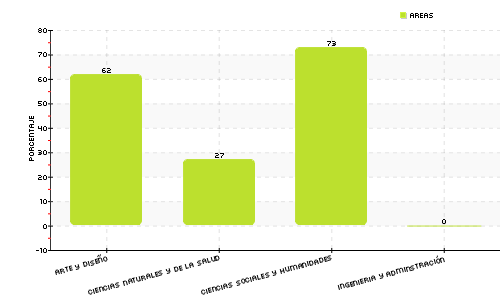 AREAS
PORCENTAJE
80
70
60
50
40
30
20
10
0
-10
62
27
73
0
ARTE Y DISEÑO
CIENCIAS NATURALES Y DE LA SALUD
CIENCIAS SOCIALES Y HUMANIDADES
INGENIERIA Y ADMINSTRACIÓN